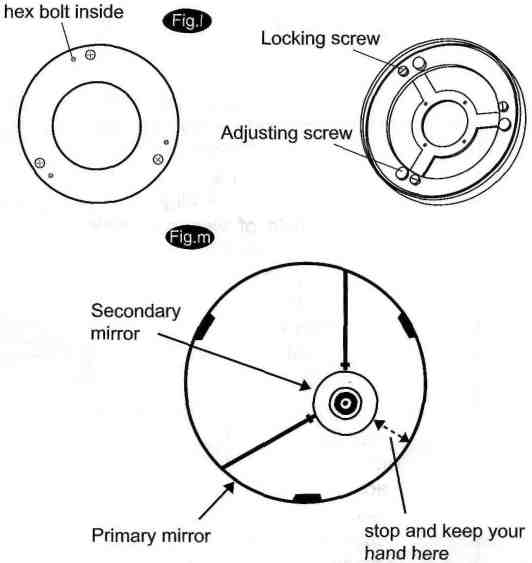 hex bolt inside
Fig.l
Locking screw
Adjusting screw
Fig.m
Secondary
mirror
Primary mirror
stop and keep your
hand here